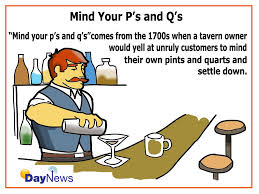 Mind Your P's and Q's
"Mind your p's and q's"comes from the 1700s when a tavern owner
would yell at unruly customers to mind
their own pints and quarts and
settle down.
DayNews